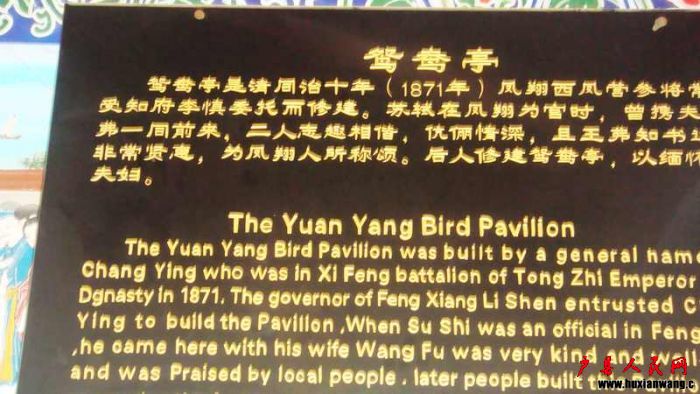 鸳鸯亭
鸳鸯亭是清同治十年（1871年）凤翔西凤营参将常
受知府李慎委托而修建。苏轼在凤翔为官时，曾携夫
弗一同前来，二人志趣相偕，伉俪情深，且王弗知书
非常贤惠，为凤翔人所称颂。后人修建鸳鸯亭，以缅怀
夫妇。
The Yuan Yang Bird Pavilion
The Yuan Yang Bird Pavilion was built by a general name
Chang Ying who was in XI Feng battalion of Tong Zhi Emperor
Dgnasty in 1871. The governor of Feng Xiang Li Shen entrusted C
Ying to build the Pavilion ,When Su Shi was an official in Feng
,he came here with his wife Wang Fu was very kind and well
and was Praised by local people . later people built this Pavilio
户县人民网
www.huxianwang.c